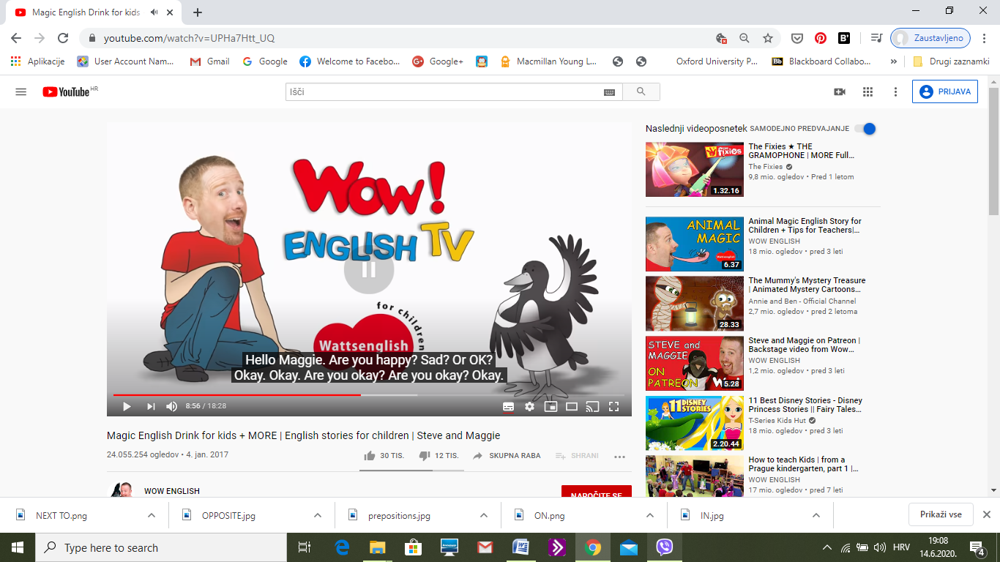 Magic English Drink for kids
youtube.com/watch?v=UPHa7Htt_UQ
Zaustavljeno
Aplikacije
User Account Nam...
Gmail
Google
Welcome to Facebo...
Google+
Macmillan Young L...
Oxford University P...
Bb
Blackboard Collabo...
»
Drugi zaznamki
YouTube HR
Išči
PRIJAVA
Wow!
ENGLISH TV
for children
Wattsenglish
Hello Maggie. Are you happy? Sad? Or OK?
Okay. Okay. Are you okay? Are you okay? Okay.
8:56 / 18:28
Magic English Drink for kids + MORE | English stories for children | Steve and Maggie
24.055.254 ogledov • 4. jan. 2017
30 TIS.
12 TIS.
SKUPNA RABA
SHRANI
WOW ENGLISH
NAROČITE SE
Naslednji videoposnetek
SAMODEJNO PREDVAJANJE
fixies
1.32.16
The Fixies ★ THE
GRAMOPHONE | MORE Full...
The Fixies
9,8 mio. ogledov • Pred 1 letom
ANIMAL
MAGIC
Wattsenglish
6.37
Animal Magic English Story for
Children + Tips for Teachers|...
WOW ENGLISH
18 mio. ogledov • pred 3 leti
28.33
The Mummy's Mystery Treasure
| Animated Mystery Cartoons...
Annie and Ben - Official Channel
2,7 mio. ogledov • pred 2 letoma
STEVE and
MAGGIE
ON
PATREON
5.28
Steve and Maggie on Patreon |
Backstage video from Wow...
WOW ENGLISH
1,2 mio. ogledov • pred 3 leti
11 DISNEY
STORIES
2.20.44
11 Best Disney Stories - Disney
Princess Stories || Fairy Tales...
T-Series Kids Hut
18 mio. ogledov • pred 3 leti
How to teach Kids | from a
Prague kindergarten, part 1 |...
WOW ENGLISH
17 mio. ogledov • pred 7 leti
NEXT TO.png
OPPOSITE.jpg
prepositions.jpg
ON.png
IN.jpg
Prikaži vse
Type here to search
HRV
19:08
14.6.2020.
4